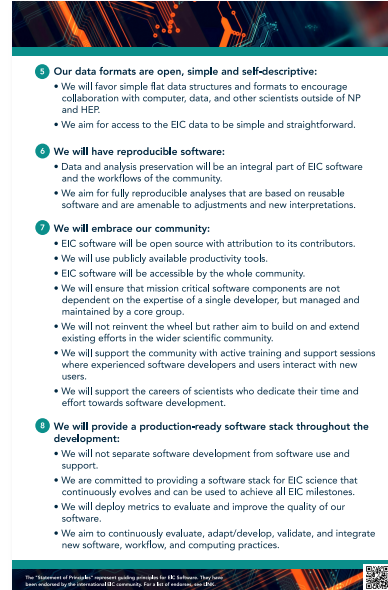 5 Our data formats are open, simple and self-descriptive:
• We will favor simple flat data structures and formats to encourage
collaboration with computer, data, and other scientists outside of NP
and HEP.
• We aim for access to the EIC data to be simple and straightforward.
6 We will have reproducible software:
• Data and analysis preservation will be an integral part of EIC software
and the workflows of the community.
• We aim for fully reproducible analyses that are based on reusable
software and are amenable to adjustments and new interpretations.
7 We will embrace our community:
• EIC software will be open source with attribution to its contributors.
• We will use publicly available productivity tools.
• EIC software will be accessible by the whole community.
• We will ensure that mission critical software components are not
dependent on the expertise of a single developer, but managed and
maintained by a core group.
• We will not reinvent the wheel but rather aim to build on and extend
existing efforts in the wider scientific community.
• We will support the community with active training and support sessions
where experienced software developers and users interact with new
users.
• We will support the careers of scientists who dedicate their time and
effort towards software development.
8 We will provide a production-ready software stack throughout the
development:
• We will not separate software development from software use and
support.
• We are committed to providing a software stack for EIC science that
continuously evolves and can be used to achieve all EIC milestones.
• We will deploy metrics to evaluate and improve the quality of our
software.
• We aim to continuously evaluate, adapt/develop, validate, and integrate
new software, workflow, and computing practices.
The "Statement of Principles" represent guiding principles for EIC Software. They have
been endorsed by the international EIC community. For a list of endorsers, see LINK.